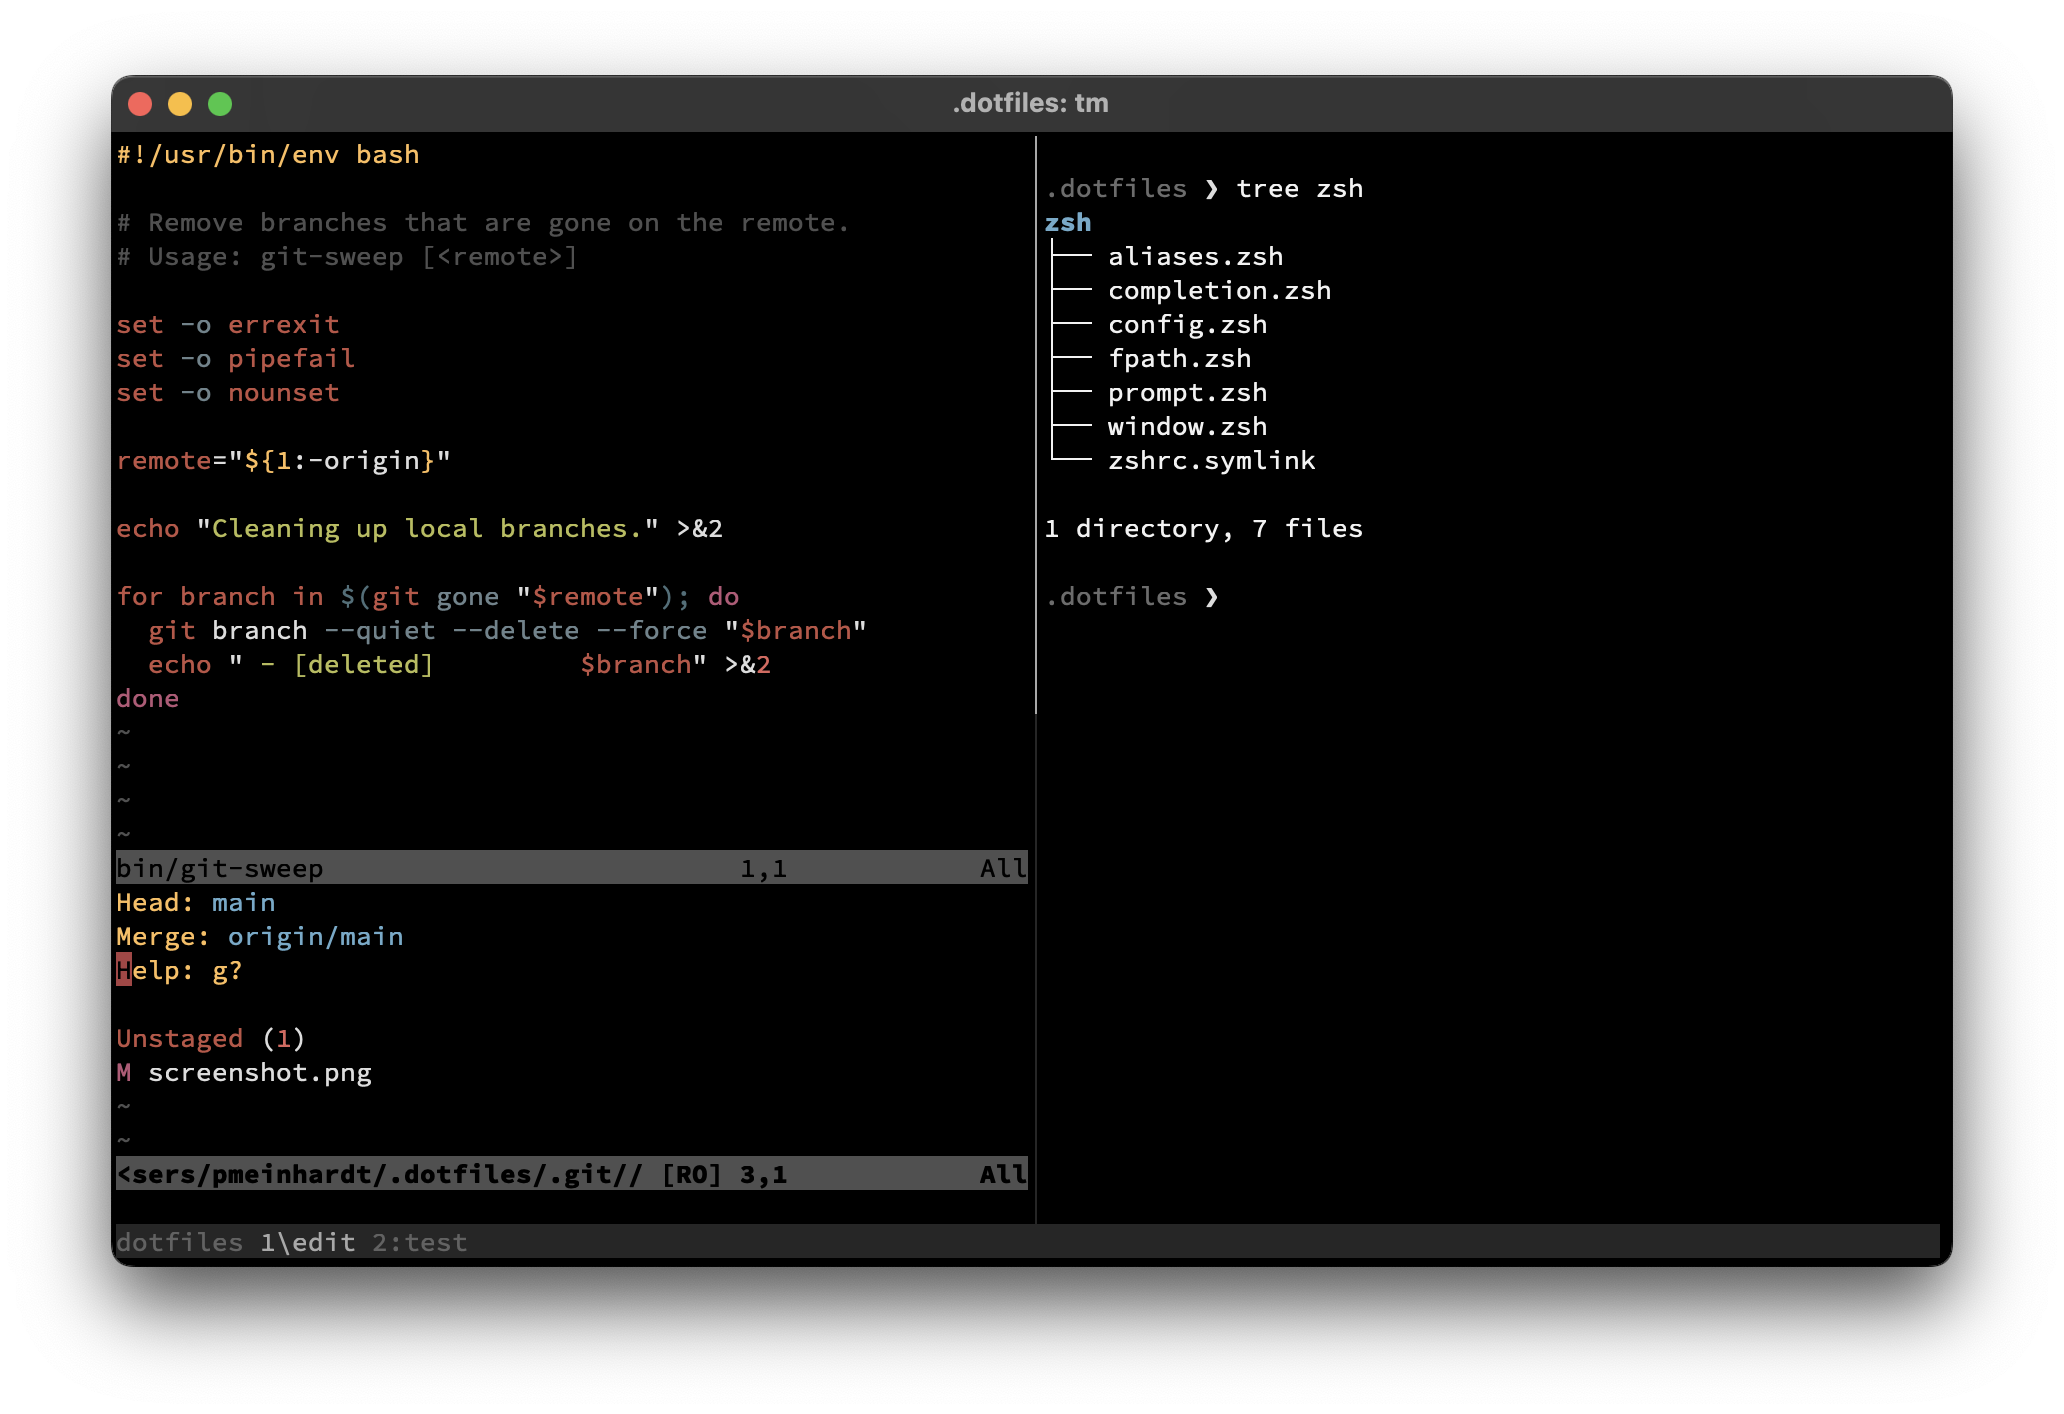 .dotfiles: tm
#!/usr/bin/env bash
# Remove branches that are gone on the remote.
# Usage: git-sweep [<remote>]
set -o errexit
set -o pipefail
set -o nounset
remote="${1:-origin}"
echo "Cleaning up local branches." >&2
for branch in $(git gone "$remote"); do
  git branch --quiet --delete --force "$branch"
  echo " - [deleted]         $branch" >&2
done
~
~
~
~
bin/git-sweep                          1,1            All
Head: main
Merge: origin/main
Help: g?
Unstaged (1)
M screenshot.png
~
~
<sers/pmeinhardt/.dotfiles/.git// [RO] 3,1            All
.dotfiles ❯ tree zsh
zsh
├── aliases.zsh
├── completion.zsh
├── config.zsh
├── fpath.zsh
├── prompt.zsh
├── window.zsh
└── zshrc.symlink
1 directory, 7 files
.dotfiles ❯
dotfiles 1\edit 2:test